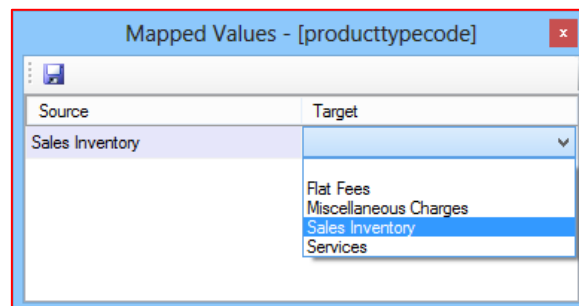 Mapped Values - [producttypecode]
x
Source Target
Sales Inventory
Flat Fees
Miscellaneous Charges
Sales Inventory
Services